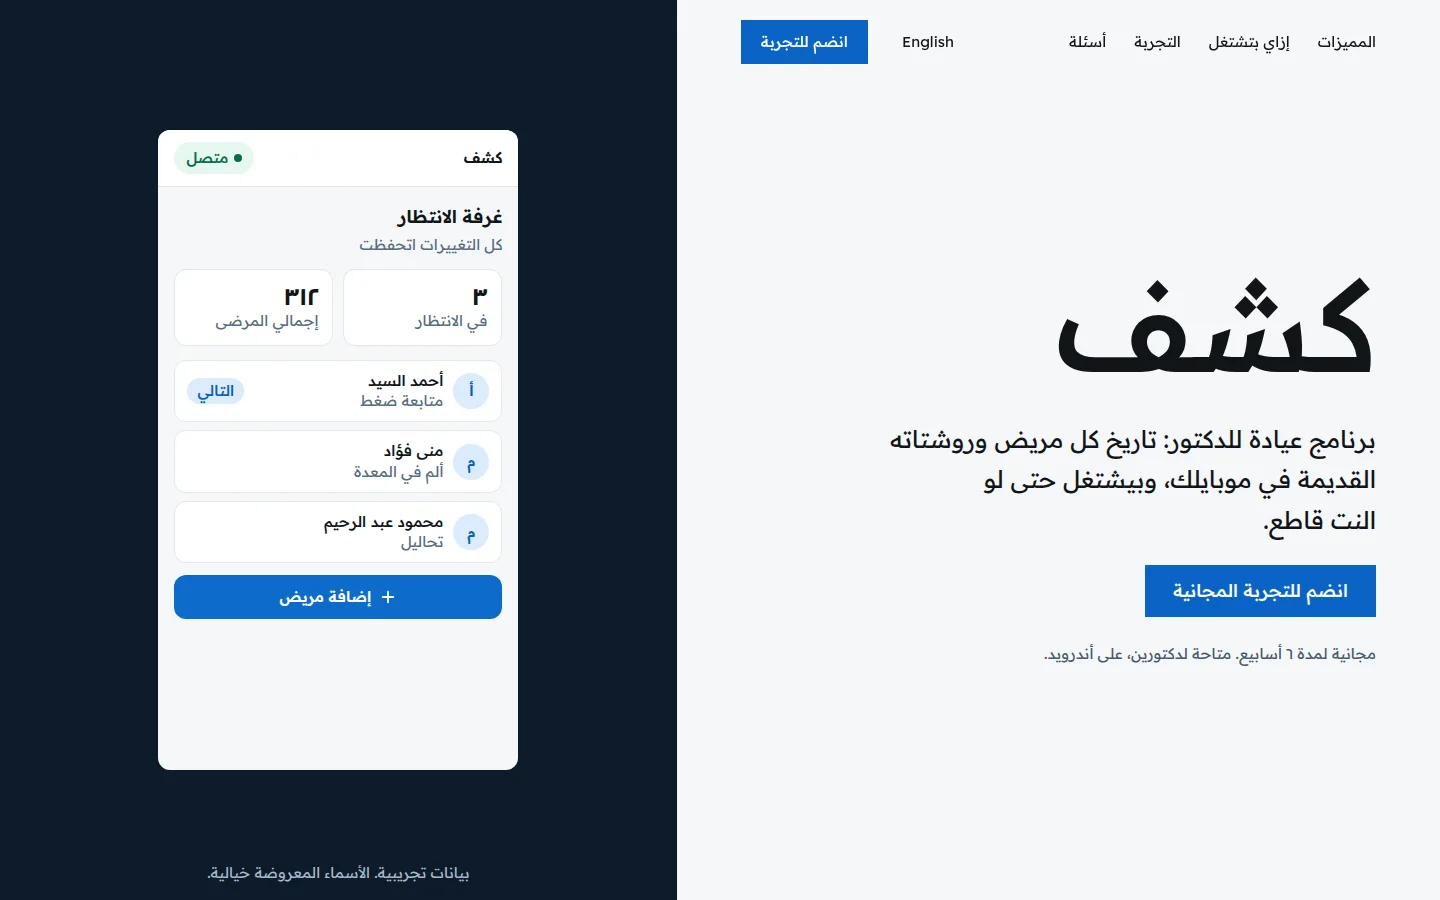 المميزات
إزاي بتشتغل
التجربة
أسئلة
English
انضم للتجربة
كشف
برنامج عيادة للدكتور: تاريخ كل مريض وروشتاته
القديمة في موبايلك، وبيشتغل حتى لو
النت قاطع.
انضم للتجربة المجانية
مجانية لمدة ٦ أسابيع. متاحة لدكتورين، على أندرويد.
كشف
متصل
غرفة الانتظار
كل التغييرات اتحفظت
٣
في الانتظار
٣١٢
إجمالي المرضى
أ
أحمد السيد
متابعة ضغط
التالي
م
منى فؤاد
ألم في المعدة
م
محمود عبد الرحيم
تحاليل
+ إضافة مريض
بيانات تجريبية. الأسماء المعروضة خيالية.